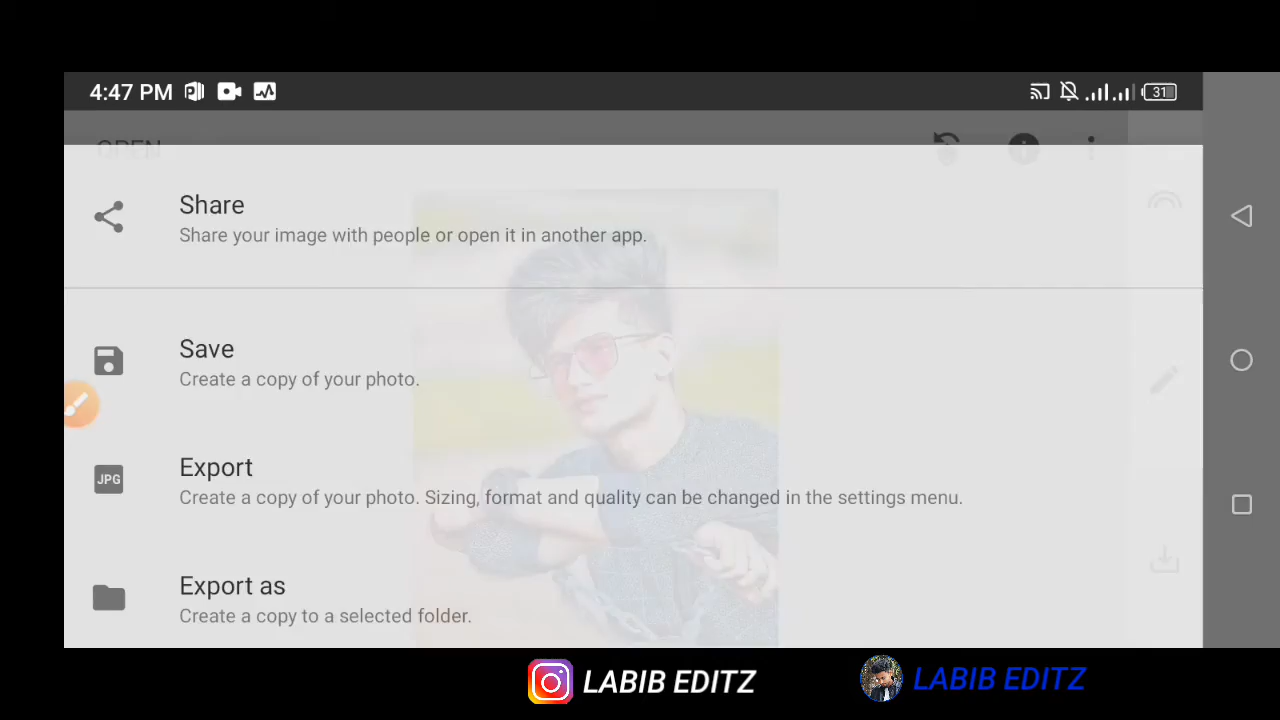 4:47 PM
31
OPEN
Share
Share your image with people or open it in another app.
Save
Create a copy of your photo.
JPG
Export
Create a copy of your photo. Sizing, format and quality can be changed in the settings menu.
Export as
Create a copy to a selected folder.
LABIB EDITZ
LABIB EDITZ